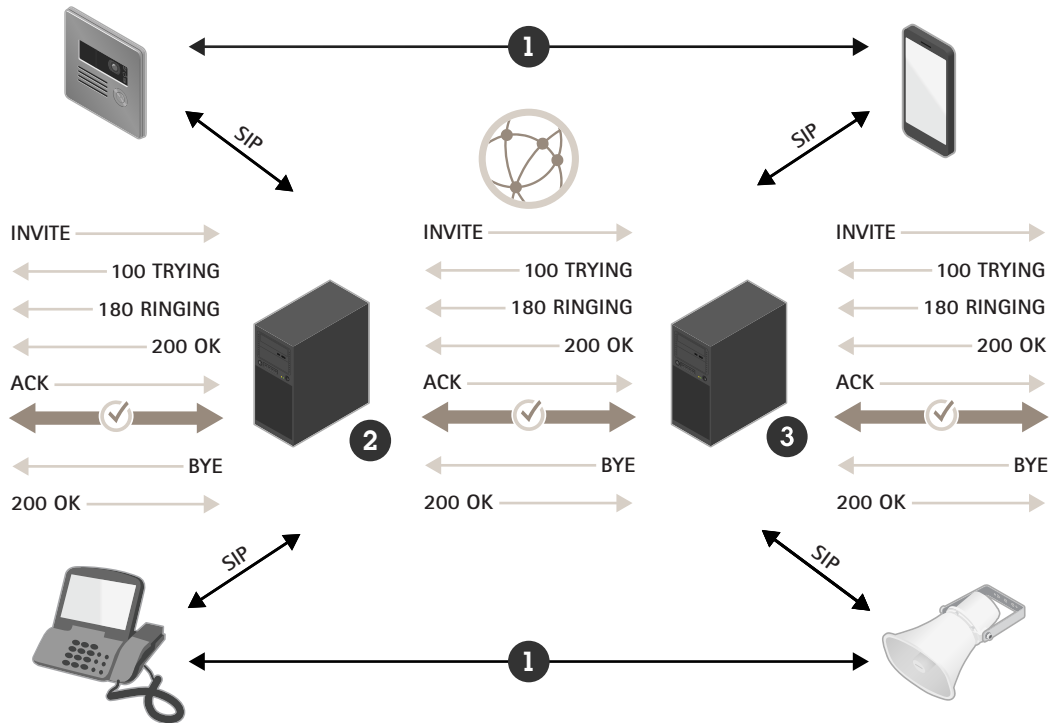 1
SIP
SIP
INVITE
100 TRYING
180 RINGING
200 OK
ACK
BYE
200 OK
2
INVITE
100 TRYING
180 RINGING
200 OK
ACK
BYE
200 OK
3
INVITE
100 TRYING
180 RINGING
200 OK
ACK
BYE
200 OK
SIP
SIP
1